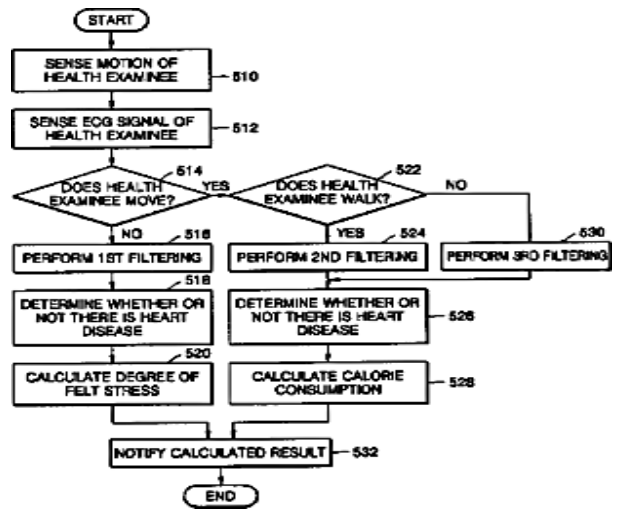 START
SENSE MOTION OF
HEALTH EXAMINEE
510
SENSE ECG SIGNAL OF
HEALTH EXAMINEE
512
514
DOES HEALTH
EXAMINEE MOVE?
YES
522
DOES HEALTH
EXAMINEE WALK?
NO
NO
516
PERFORM 1ST FILTERING
YES
524
PERFORM 2ND FILTERING
530
PERFORM 3RD FILTERING
518
DETERMINE WHETHER OR
NOT THERE IS HEART
DISEASE
DETERMINE WHETHER OR
NOT THERE IS HEART
DISEASE
526
520
CALCULATE DEGREE OF
FELT STRESS
CALCULATE CALORIE
CONSUMPTION
528
NOTIFY CALCULATED RESULT
532
END